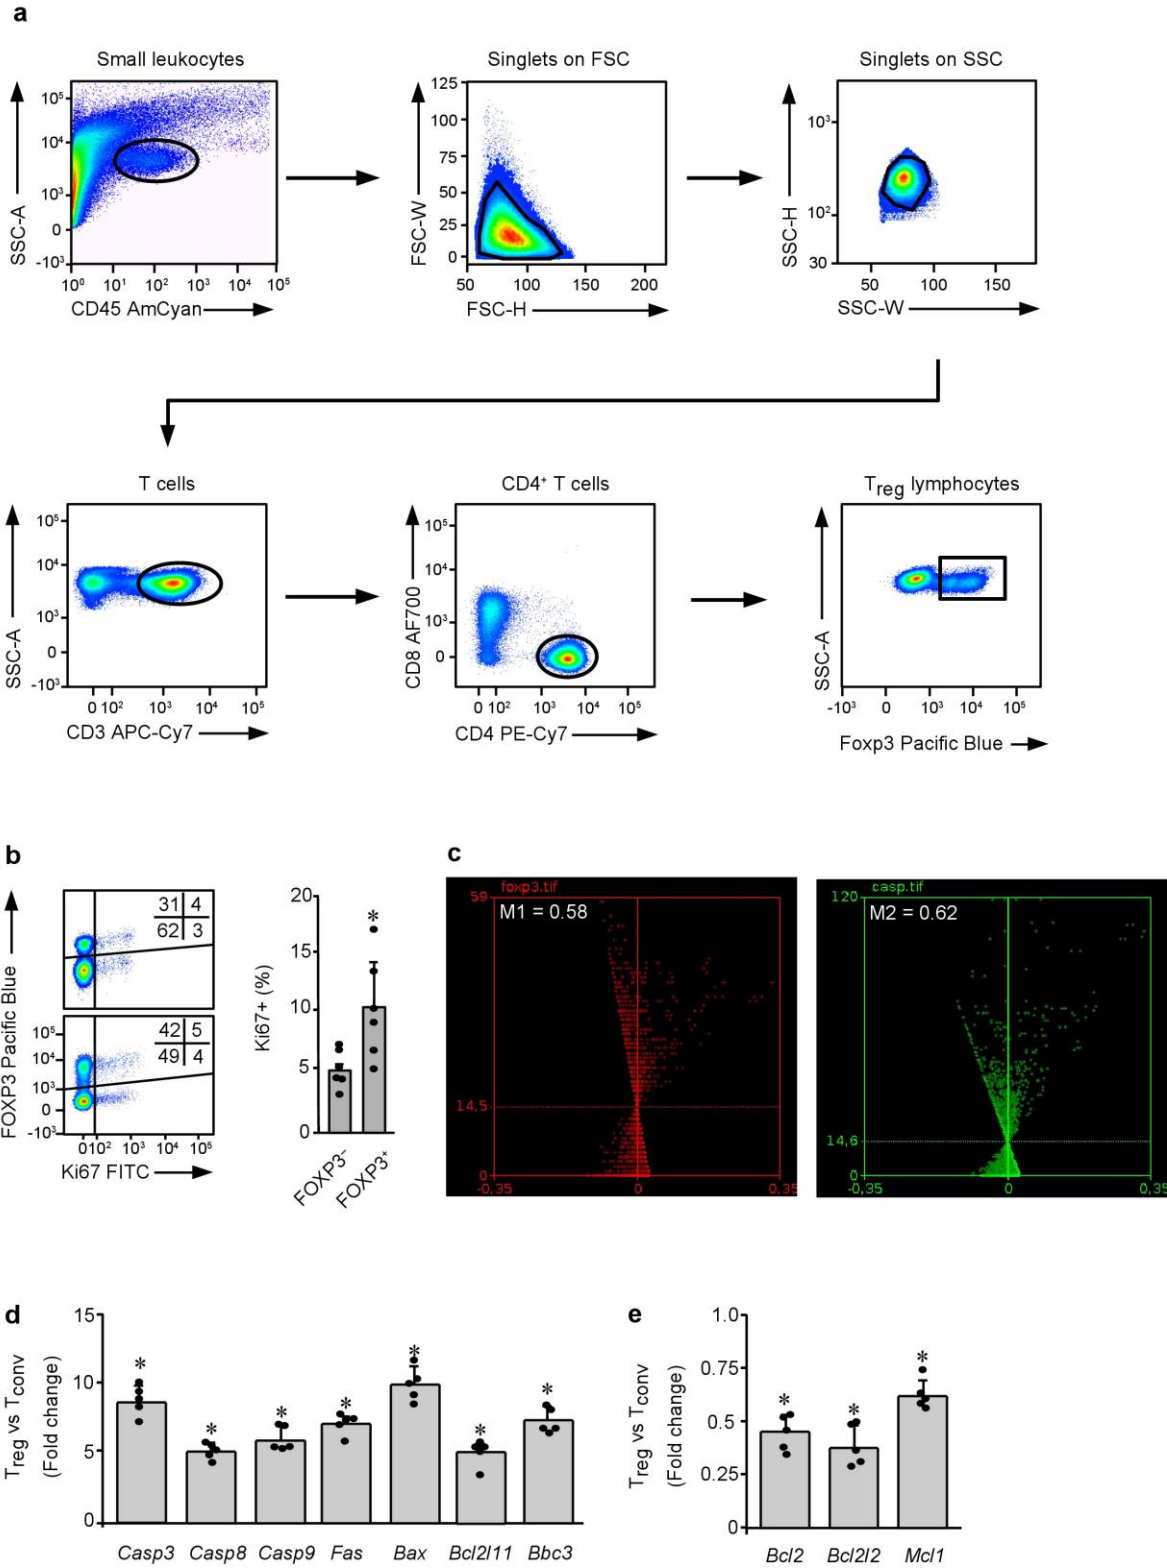 a
Small leukocytes
Singlets on FSC
Singlets on SSC
SSC-A
10⁵
10⁴
10³
0
-10³
10⁰ 10¹ 10² 10³ 10⁴ 10⁵
CD45 AmCyan
FSC-W
125
100
75
50
25
0
50 100 150 200
FSC-H
SSC-H
10³
10²
30
50 100 150
SSC-W
T cells
CD4⁺ T cells
Treg lymphocytes
SSC-A
10⁵
10⁴
10³
0
-10³
0 10² 10³ 10⁴ 10⁵
CD3 APC-Cy7
CD8 AF700
10⁵
10⁴
10³
0
0 10² 10³ 10⁴ 10⁵
CD4 PE-Cy7
SSC-A
-10³ 0 10³ 10⁴ 10⁵
Foxp3 Pacific Blue
b
FOXP3 Pacific Blue
31 4
62 3
42 5
49 4
10⁵
10⁴
10³
0
-10³
0 10² 10³ 10⁴ 10⁵
Ki67 FITC
Ki67+ (%)
20
15
10
5
0
*
FOXP3⁻
FOXP3⁺
c
foxp3.tif
59
M1 = 0.58
14,5
0
-0,35 0 0,35
casp.tif
120
M2 = 0.62
14,6
0
-0,35 0 0,35
d
Treg vs Tconv
(Fold change)
15
10
5
0
* * * * * * *
Casp3 Casp8 Casp9 Fas Bax Bcl2l11 Bbc3
e
Treg vs Tconv
(Fold change)
1.0
0.75
0.5
0.25
0
* * *
Bcl2 Bcl2l2 Mcl1